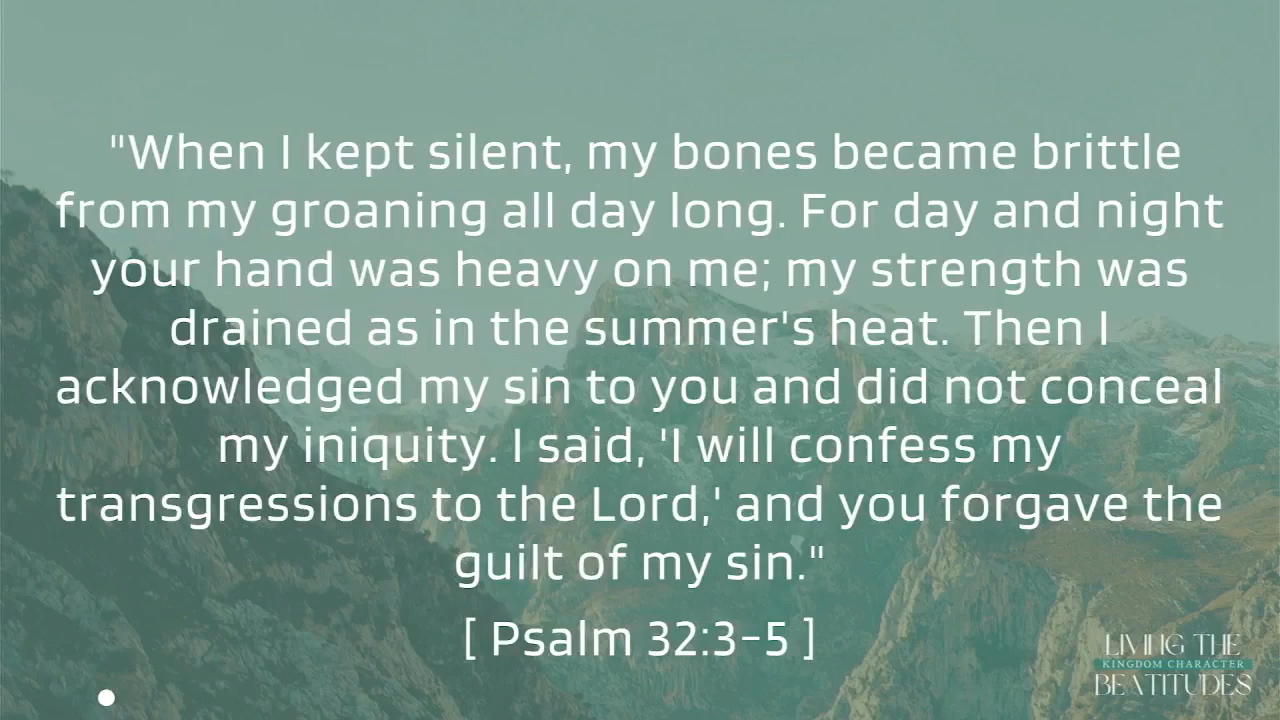 "When I kept silent, my bones became brittle
from my groaning all day long. For day and night
your hand was heavy on me; my strength was
drained as in the summer's heat. Then I
acknowledged my sin to you and did not conceal
my iniquity. I said, 'I will confess my
transgressions to the Lord,' and you forgave the
guilt of my sin."
[ Psalm 32:3-5 ]
LIVING THE
KINGDOM CHARACTER
BEATITUDES